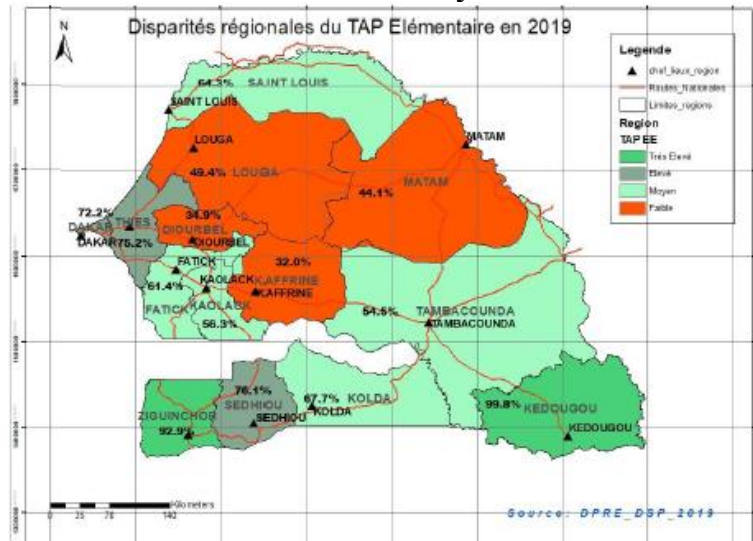 Disparités régionales du TAP Elémentaire en 2019
N
Legende
chef_lieux_region
Routes_Nationales
Limites_regions
Region
TAP EE
Trés Elevé
Elevé
Moyen
Faible
64.3%
SAINT LOUIS
SAINT LOUIS
LOUGA
49.4%
LOUGA
MATAM
MATAM
44.1%
72.2%
DAKAR
DAKAR
THIES
75.2%
34.9%
DIOURBEL
DIOURBEL
FATICK
61.4%
FATICK
KAOLACK
KAOLACK
56.3%
32.0%
KAFFRINE
KAFFRINE
54.5%
TAMBACOUNDA
TAMBACOUNDA
76.1%
SEDHIOU
SEDHIOU
67.7%
KOLDA
KOLDA
ZIGUINCHOR
92.9%
99.8%
KEDOUGOU
KEDOUGOU
Kilometers
0
140
Source: DPRE_DSP_2019